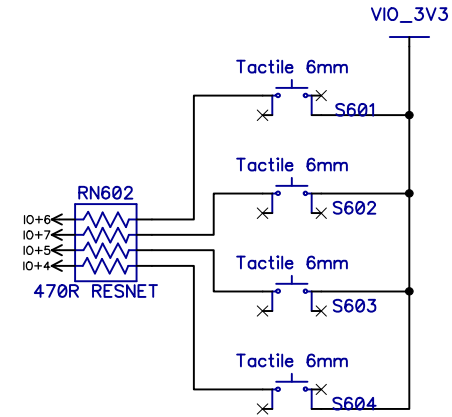 VIO_3V3
Tactile 6mm
S601
Tactile 6mm
RN602
S602
IO+6
IO+7
IO+5
IO+4
470R RESNET
Tactile 6mm
S603
Tactile 6mm
S604